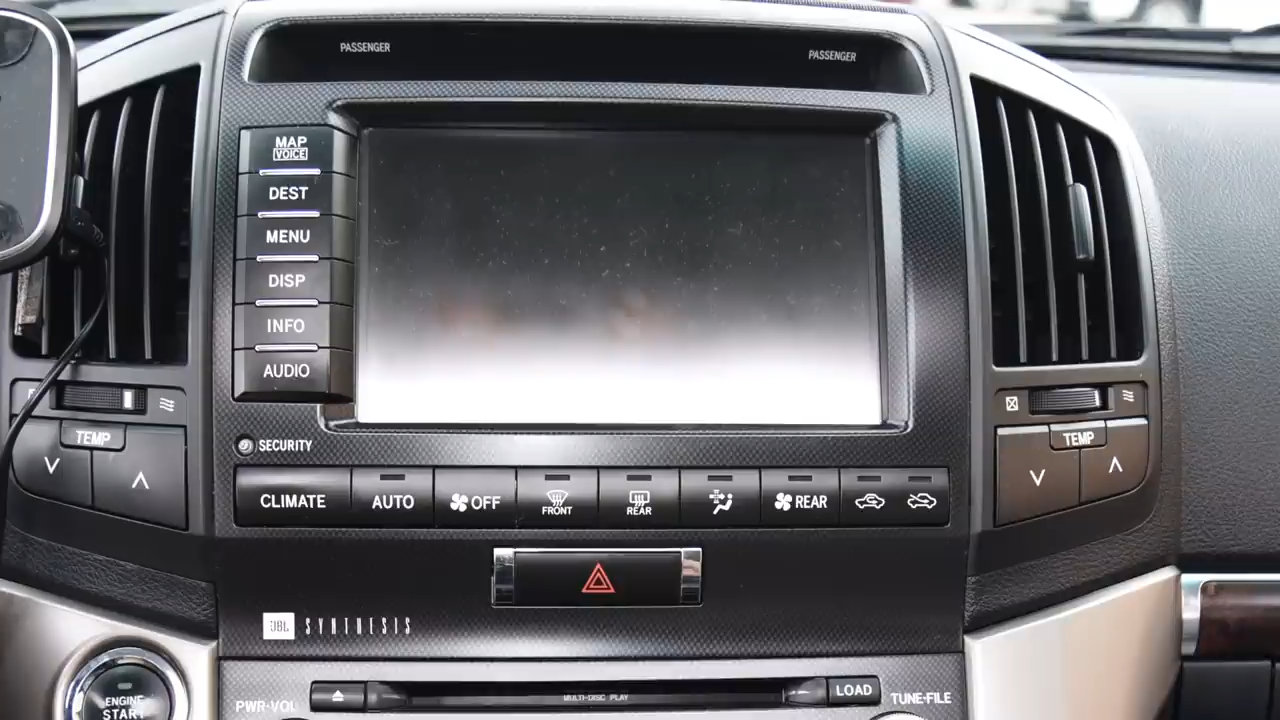 PASSENGER
PASSENGER
MAP
VOICE
DEST
MENU
DISP
INFO
AUDIO
TEMP
TEMP
SECURITY
CLIMATE
AUTO
OFF
FRONT
REAR
REAR
JBL SYNTHESIS
ENGINE
START
PWR-VOL
MULTI-DISC PLAY
LOAD
TUNE-FILE